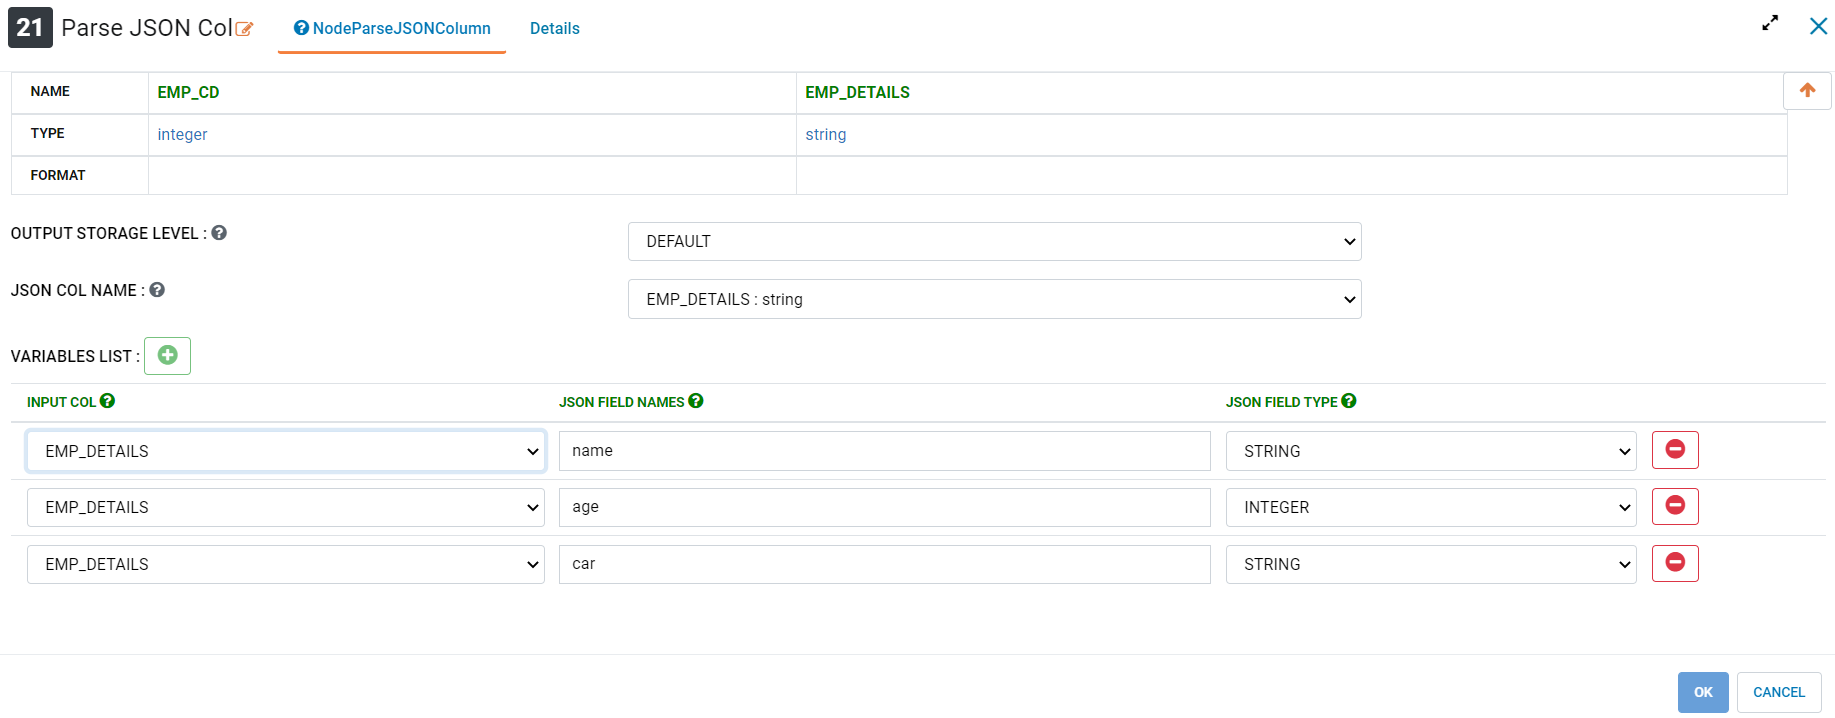 21 Parse JSON Col NodeParseJSONColumn Details
NAME EMP_CD EMP_DETAILS
TYPE integer string
FORMAT
OUTPUT STORAGE LEVEL : DEFAULT
JSON COL NAME : EMP_DETAILS : string
VARIABLES LIST :
INPUT COL JSON FIELD NAMES JSON FIELD TYPE
EMP_DETAILS name STRING
EMP_DETAILS age INTEGER
EMP_DETAILS car STRING
OK CANCEL